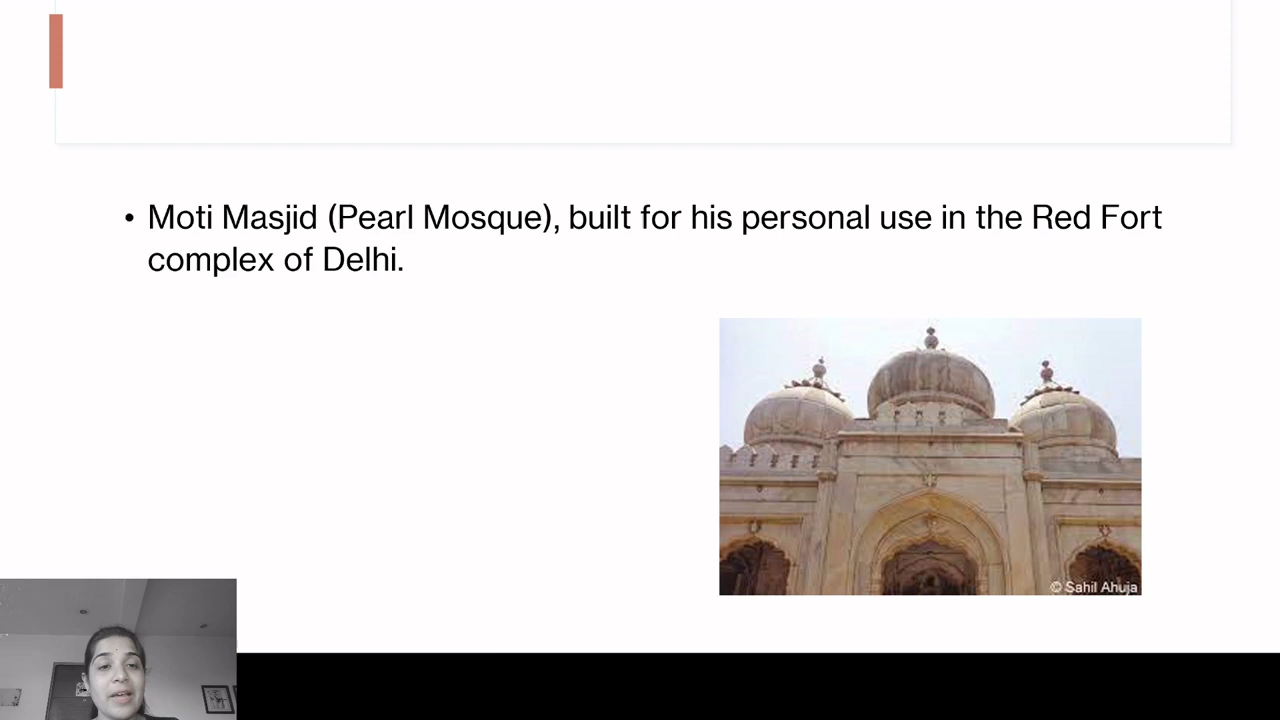 • Moti Masjid (Pearl Mosque), built for his personal use in the Red Fort
complex of Delhi.
© Sahil Ahuja